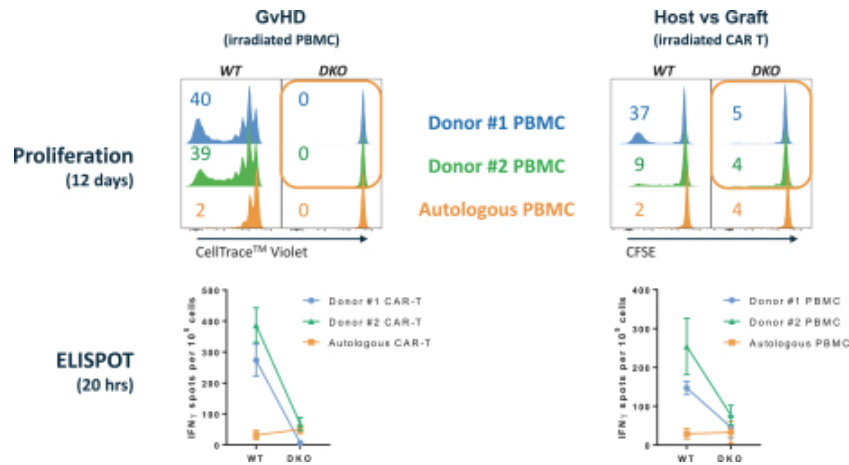 GvHD
(irradiated PBMC)
Host vs Graft
(irradiated CAR T)
WT DKO
WT DKO
40 0
37 5
39 0
9 4
2 0
2 4
Donor #1 PBMC
Donor #2 PBMC
Autologous PBMC
Proliferation
(12 days)
CellTrace™ Violet
CFSE
ELISPOT
(20 hrs)
IFNγ spots per 10⁵ cells
500
400
300
200
100
0
WT DKO
Donor #1 CAR-T
Donor #2 CAR-T
Autologous CAR-T
IFNγ spots per 10⁵ cells
400
300
200
100
0
WT DKO
Donor #1 PBMC
Donor #2 PBMC
Autologous PBMC